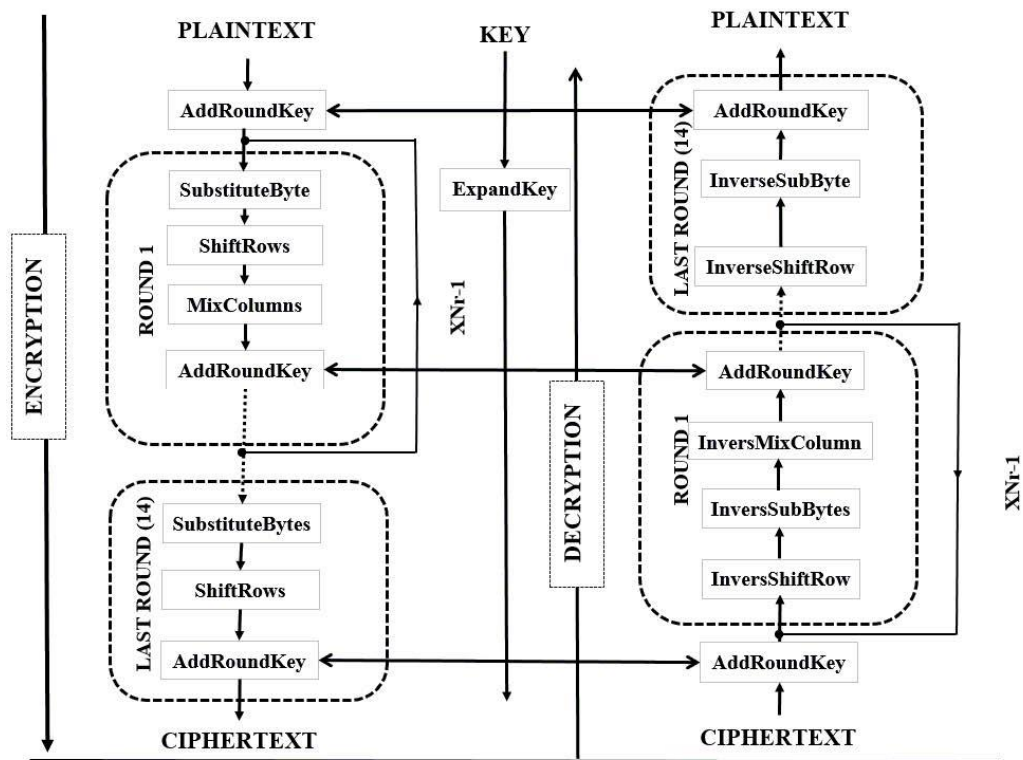 PLAINTEXT
AddRoundKey
SubstituteByte
ShiftRows
MixColumns
AddRoundKey
ROUND 1
XNr-1
SubstituteBytes
ShiftRows
AddRoundKey
LAST ROUND (14)
CIPHERTEXT
ENCRYPTION
KEY
ExpandKey
DECRYPTION
PLAINTEXT
AddRoundKey
InverseSubByte
InverseShiftRow
LAST ROUND (14)
AddRoundKey
InversMixColumn
InversSubBytes
InversShiftRow
ROUND 1
XNr-1
AddRoundKey
CIPHERTEXT